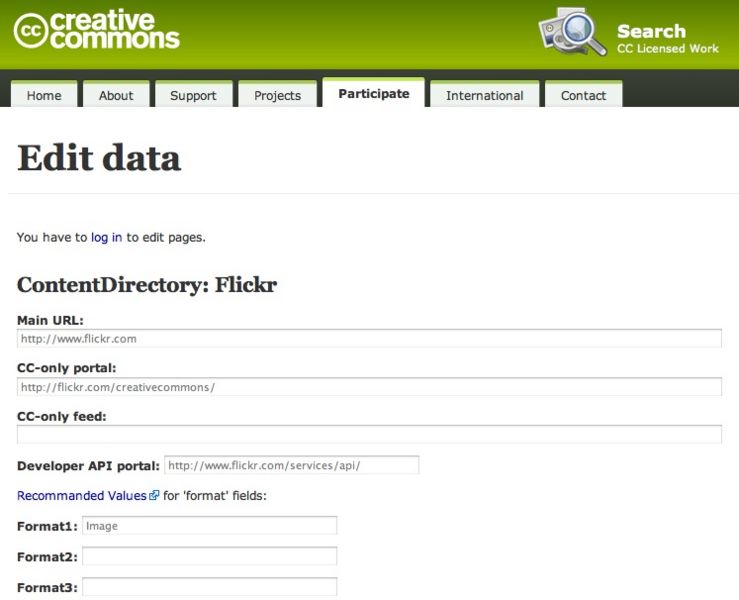 cc creative
commons
Search
CC Licensed Work
Home About Support Projects Participate International Contact
Edit data
You have to log in to edit pages.
ContentDirectory: Flickr
Main URL:
http://www.flickr.com
CC-only portal:
http://flickr.com/creativecommons/
CC-only feed:
Developer API portal: http://www.flickr.com/services/api/
Recommanded Values for 'format' fields:
Format1: Image
Format2:
Format3: